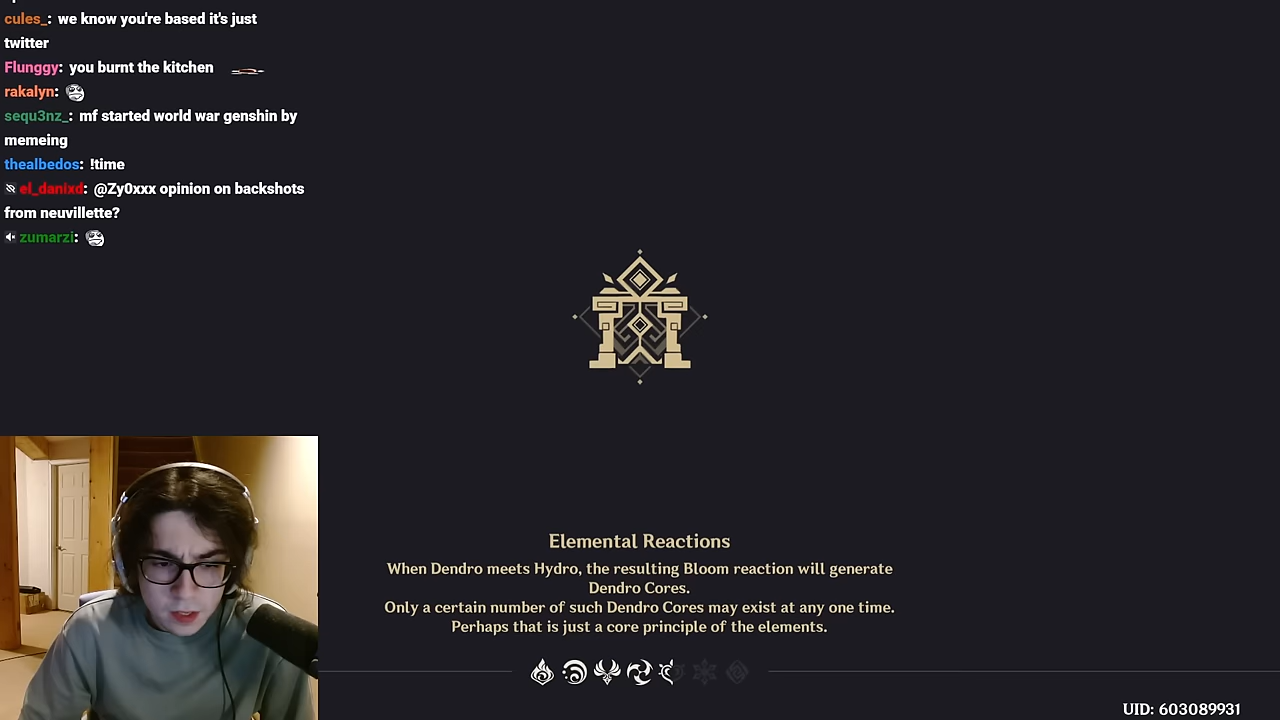 cules_: we know you're based it's just
twitter
Flunggy: you burnt the kitchen
rakalyn:
sequ3nz_: mf started world war genshin by
memeing
thealbedos: !time
el_danixd: @Zy0xxx opinion on backshots
from neuvillette?
zumarzi:
Elemental Reactions
When Dendro meets Hydro, the resulting Bloom reaction will generate
Dendro Cores.
Only a certain number of such Dendro Cores may exist at any one time.
Perhaps that is just a core principle of the elements.
UID: 603089931